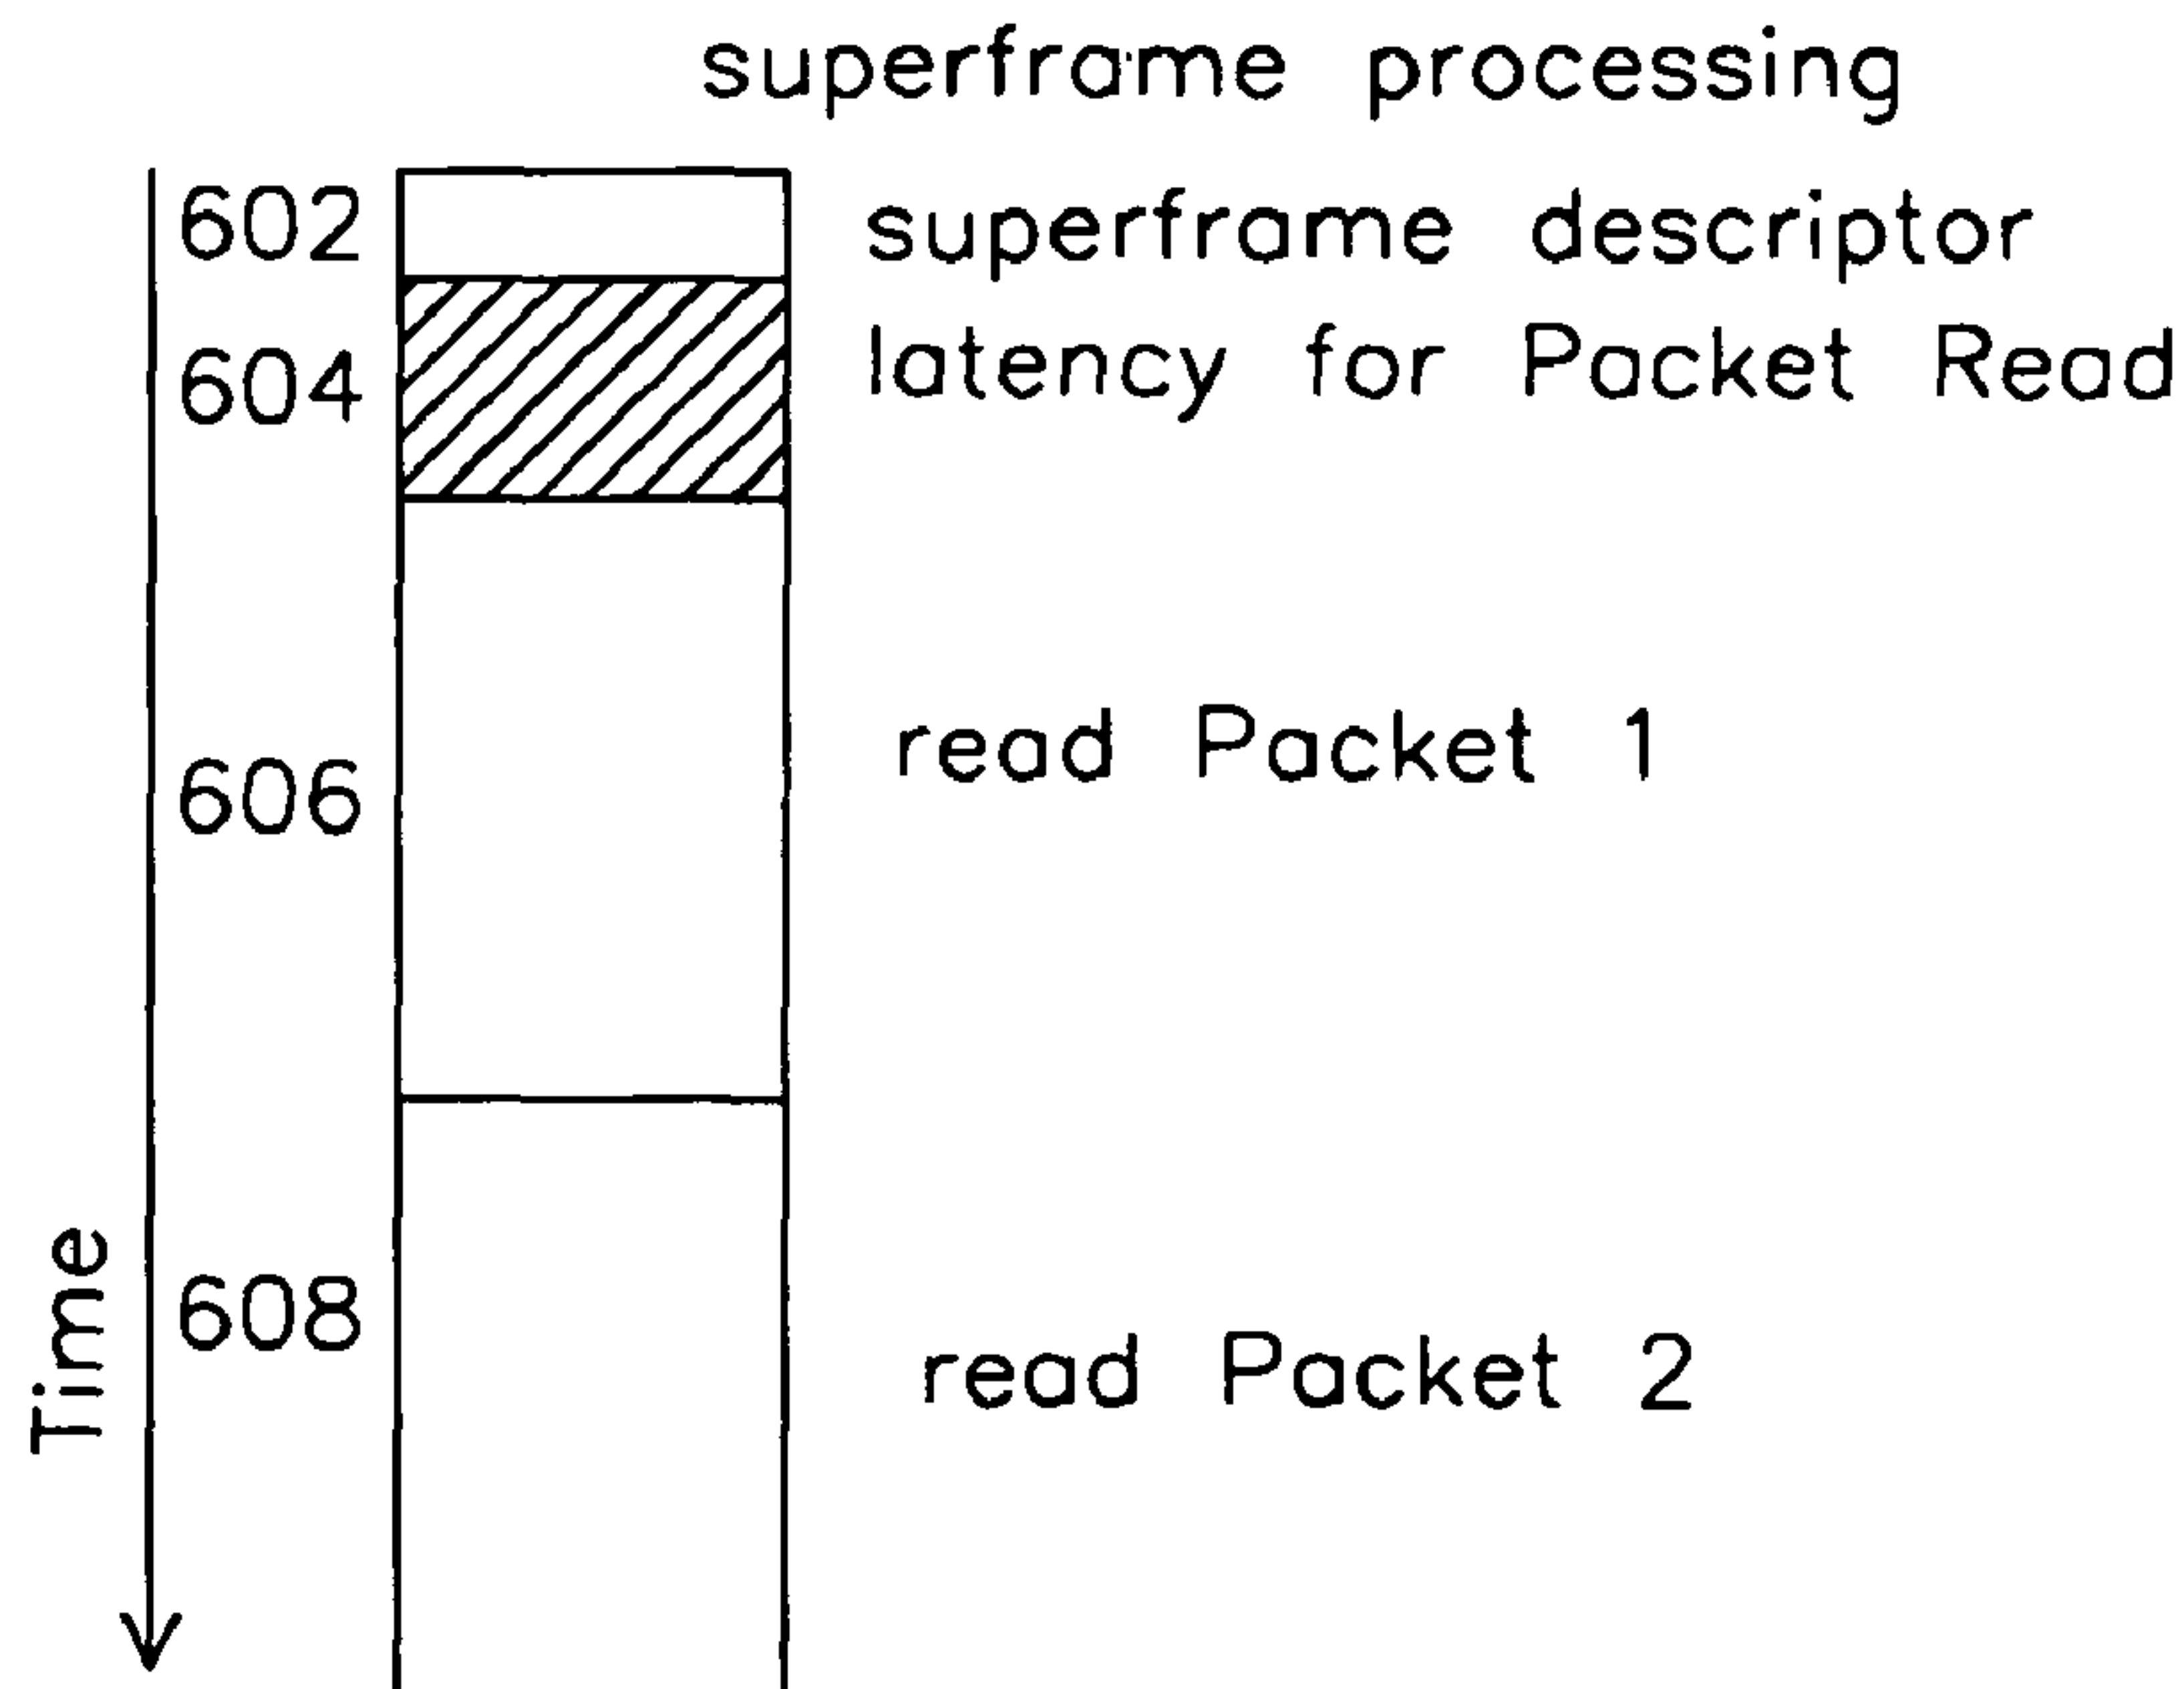 superframe processing
602 superframe descriptor
604 latency for Packet Read
606 read Packet 1
608 read Packet 2
Time